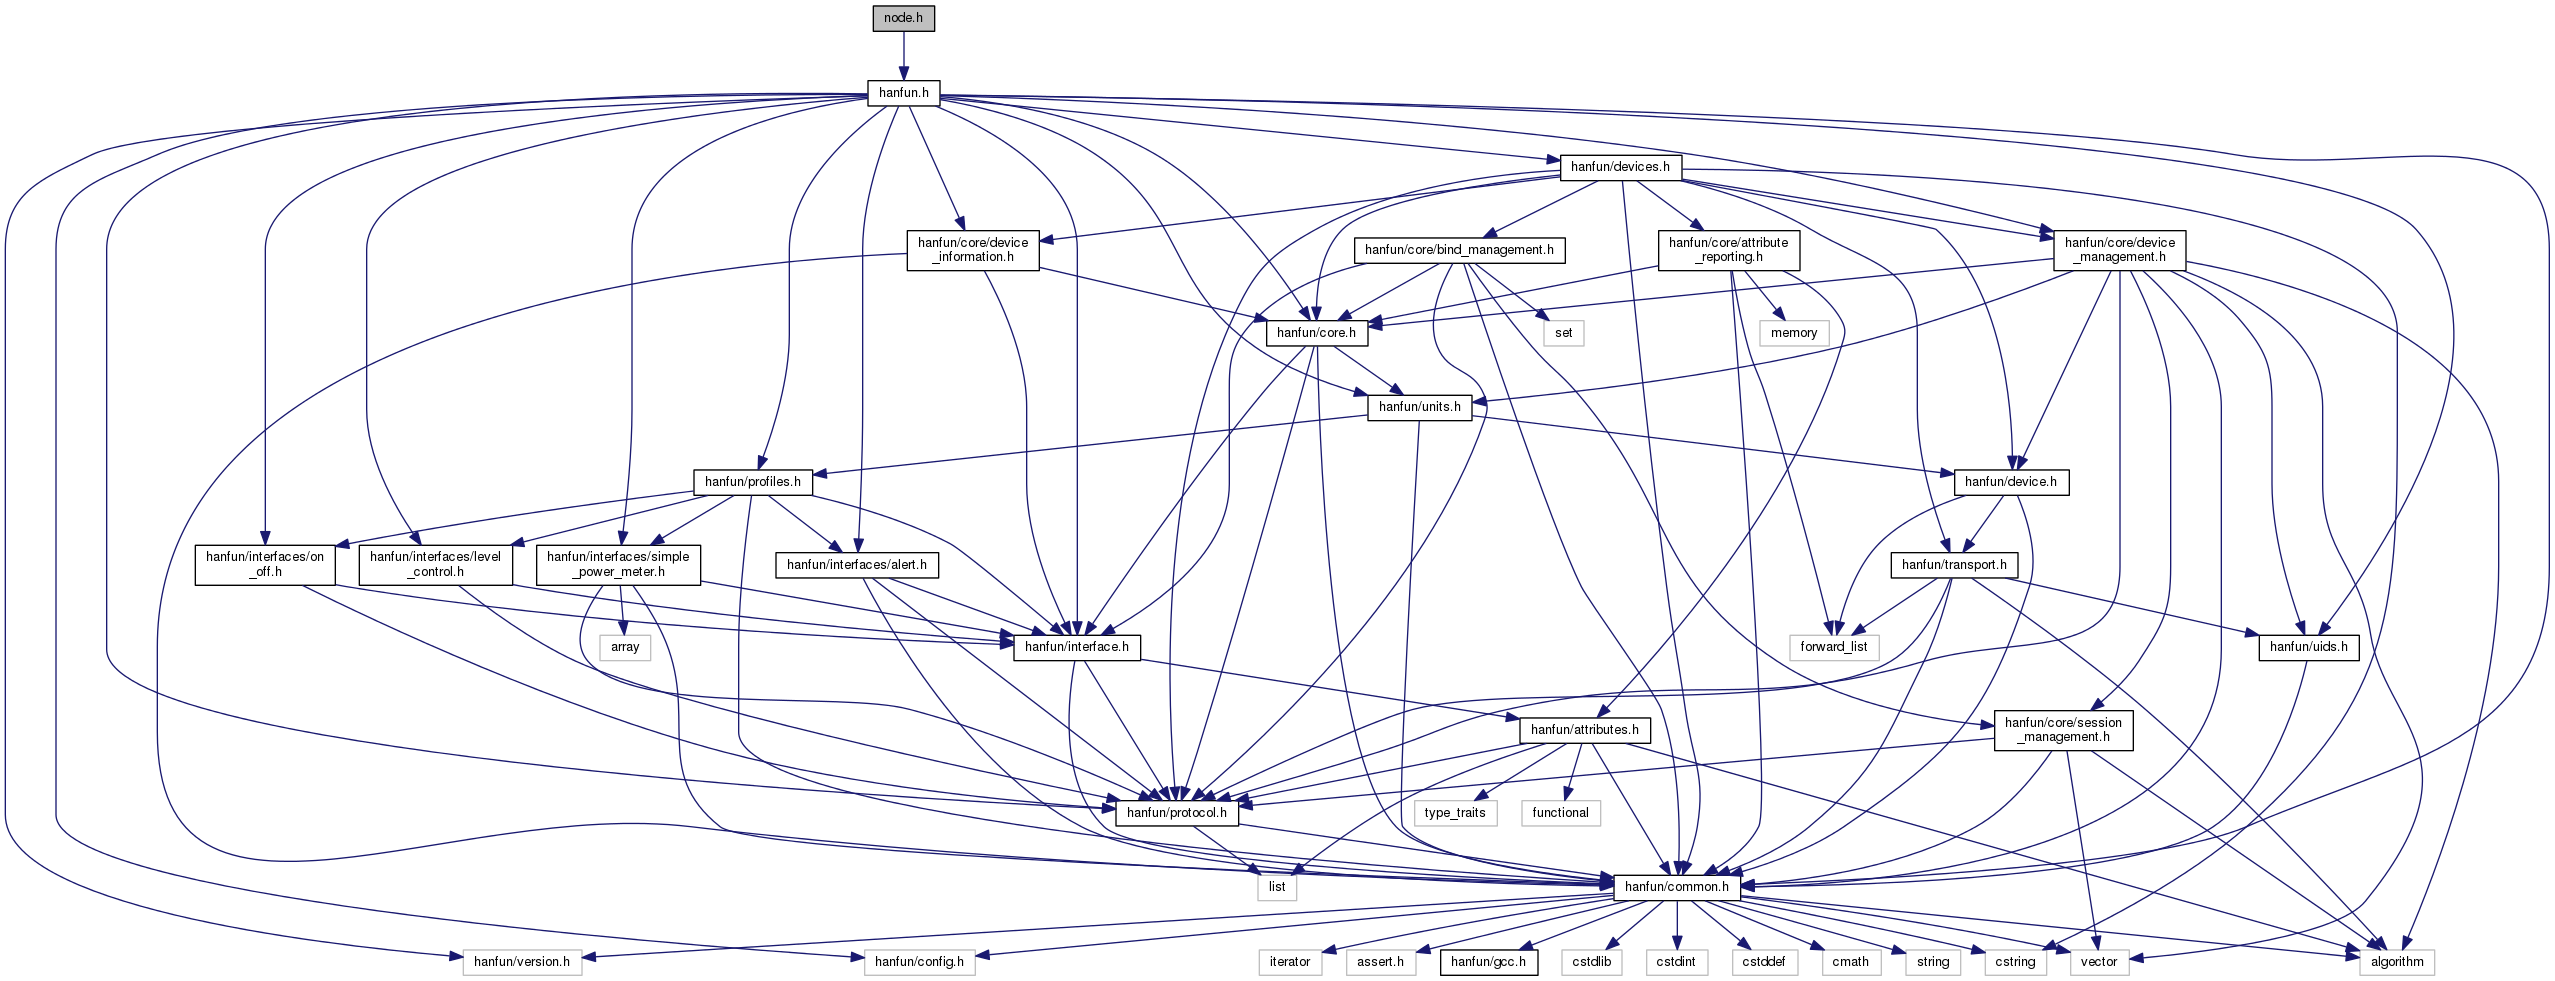 node.h
hanfun.h
hanfun/devices.h
hanfun/core/device
_information.h
hanfun/core/bind_management.h
hanfun/core/attribute
_reporting.h
hanfun/core/device
_management.h
hanfun/core.h
set
memory
hanfun/units.h
hanfun/profiles.h
hanfun/device.h
hanfun/interfaces/on
_off.h
hanfun/interfaces/level
_control.h
hanfun/interfaces/simple
_power_meter.h
hanfun/interfaces/alert.h
hanfun/transport.h
array
hanfun/interface.h
forward_list
hanfun/uids.h
hanfun/attributes.h
hanfun/core/session
_management.h
hanfun/protocol.h
type_traits
functional
list
hanfun/common.h
hanfun/version.h
hanfun/config.h
iterator
assert.h
hanfun/gcc.h
cstdlib
cstdint
cstddef
cmath
string
cstring
vector
algorithm